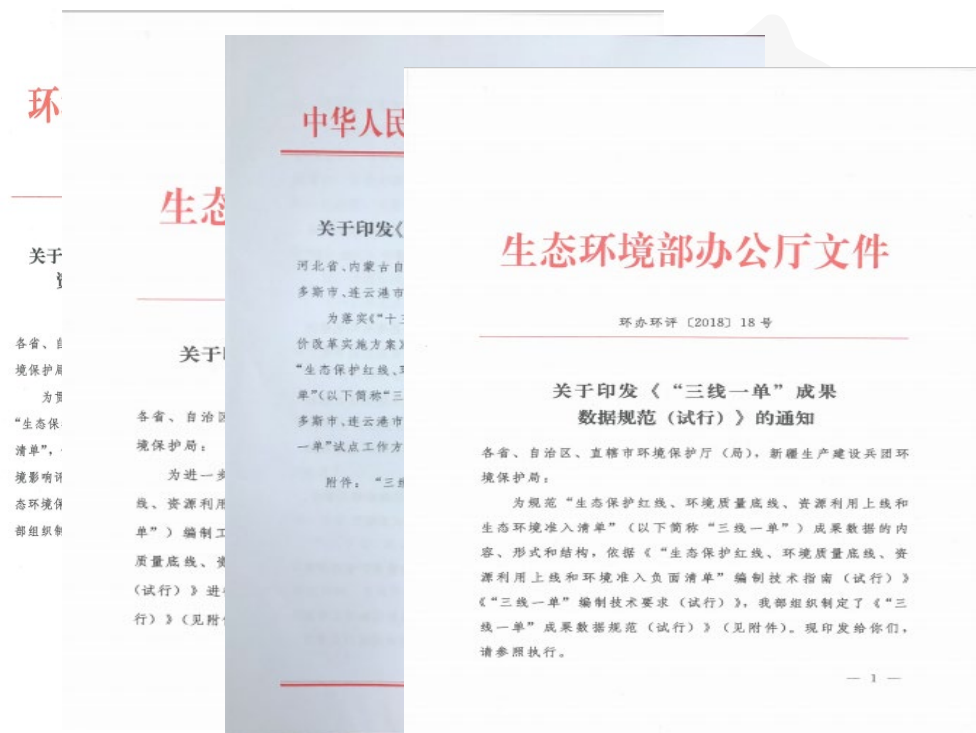 环
关于
各省、自
境保护厅
为贯
“生态保
清单”，
境影响评
态环境保
部组织制
生态
关于印
各省、自治区
境保护局：
为进一步
线、资源利用
单”）编制工
质量底线、资
（试行）》进行
行）》（见附件
中华人民
关于印发《
河北省、内蒙古自
多斯市、连云港市
为落实《“十三
价改革实施方案》
“生态保护红线、环
单”（以下简称“三
多斯市、连云港市
一单”试点工作方
附件：“三线
生态环境部办公厅文件
环办环评〔2018〕18号
关于印发《“三线一单”成果
数据规范（试行）》的通知
各省、自治区、直辖市环境保护厅（局），新疆生产建设兵团环
境保护局：
为规范“生态保护红线、环境质量底线、资源利用上线和
生态环境准入清单”（以下简称“三线一单”）成果数据的内
容、形式和结构，依据《“生态保护红线、环境质量底线、资
源利用上线和环境准入负面清单”编制技术指南（试行）》
《“三线一单”编制技术要求（试行）》，我部组织制定了《“三
线一单”成果数据规范（试行）》（见附件）。现印发给你们，
请参照执行。
— 1 —